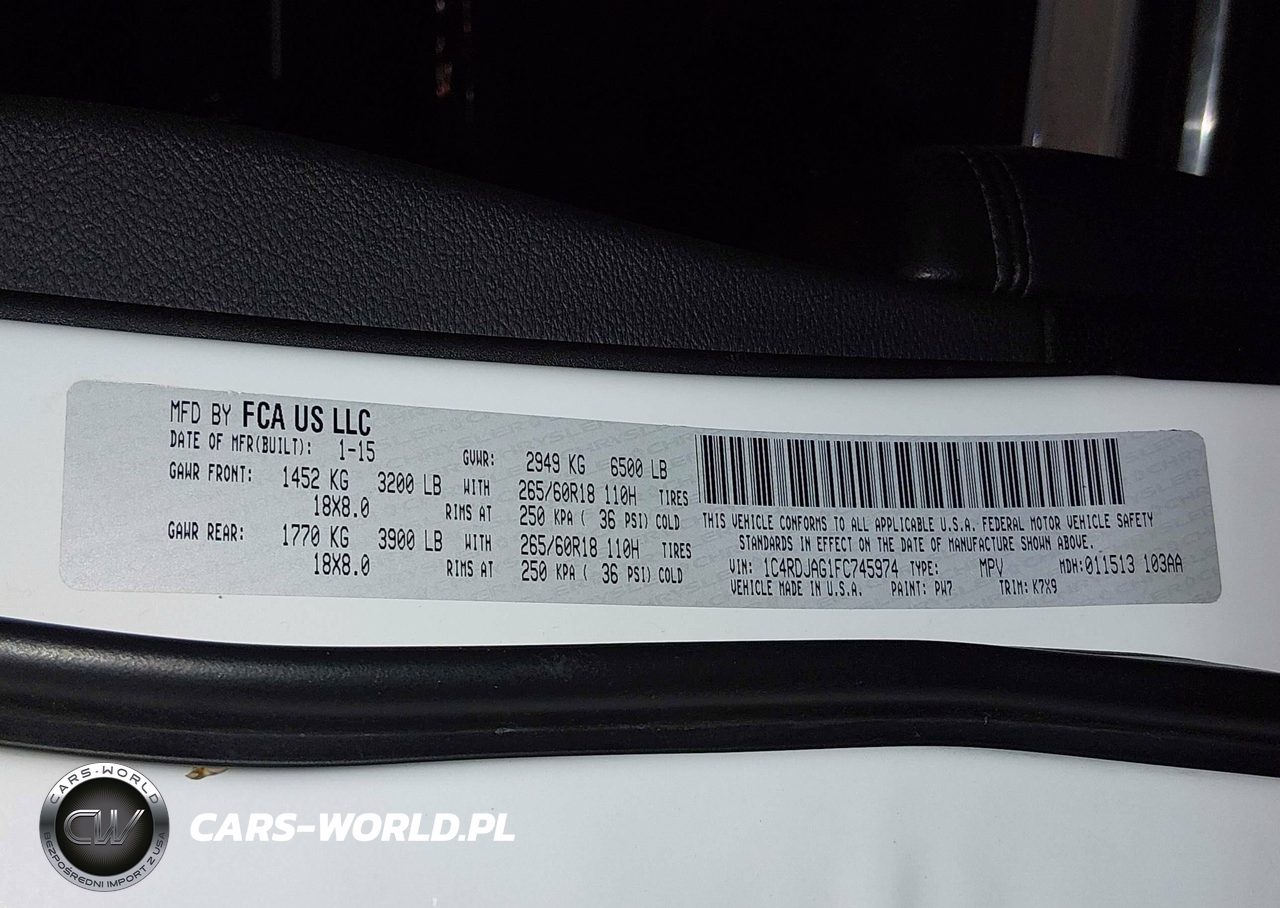 MFD BY FCA US LLC
DATE OF MFR(BUILT): 1-15 GVWR: 2949 KG 6500 LB
GAWR FRONT: 1452 KG 3200 LB WITH 265/60R18 110H TIRES
18X8.0 RIMS AT 250 KPA ( 36 PSI) COLD
GAWR REAR: 1770 KG 3900 LB WITH 265/60R18 110H TIRES
18X8.0 RIMS AT 250 KPA ( 36 PSI) COLD
THIS VEHICLE CONFORMS TO ALL APPLICABLE U.S.A. FEDERAL MOTOR VEHICLE SAFETY
STANDARDS IN EFFECT ON THE DATE OF MANUFACTURE SHOWN ABOVE.
VIN: 1C4RDJAG1FC745974 TYPE: MPV MDH:011513 103AA
VEHICLE MADE IN U.S.A. PAINT: PW7 TRIM: K7X9
CARS-WORLD
CW
BEZPOŚREDNI IMPORT Z USA
CARS-WORLD.PL